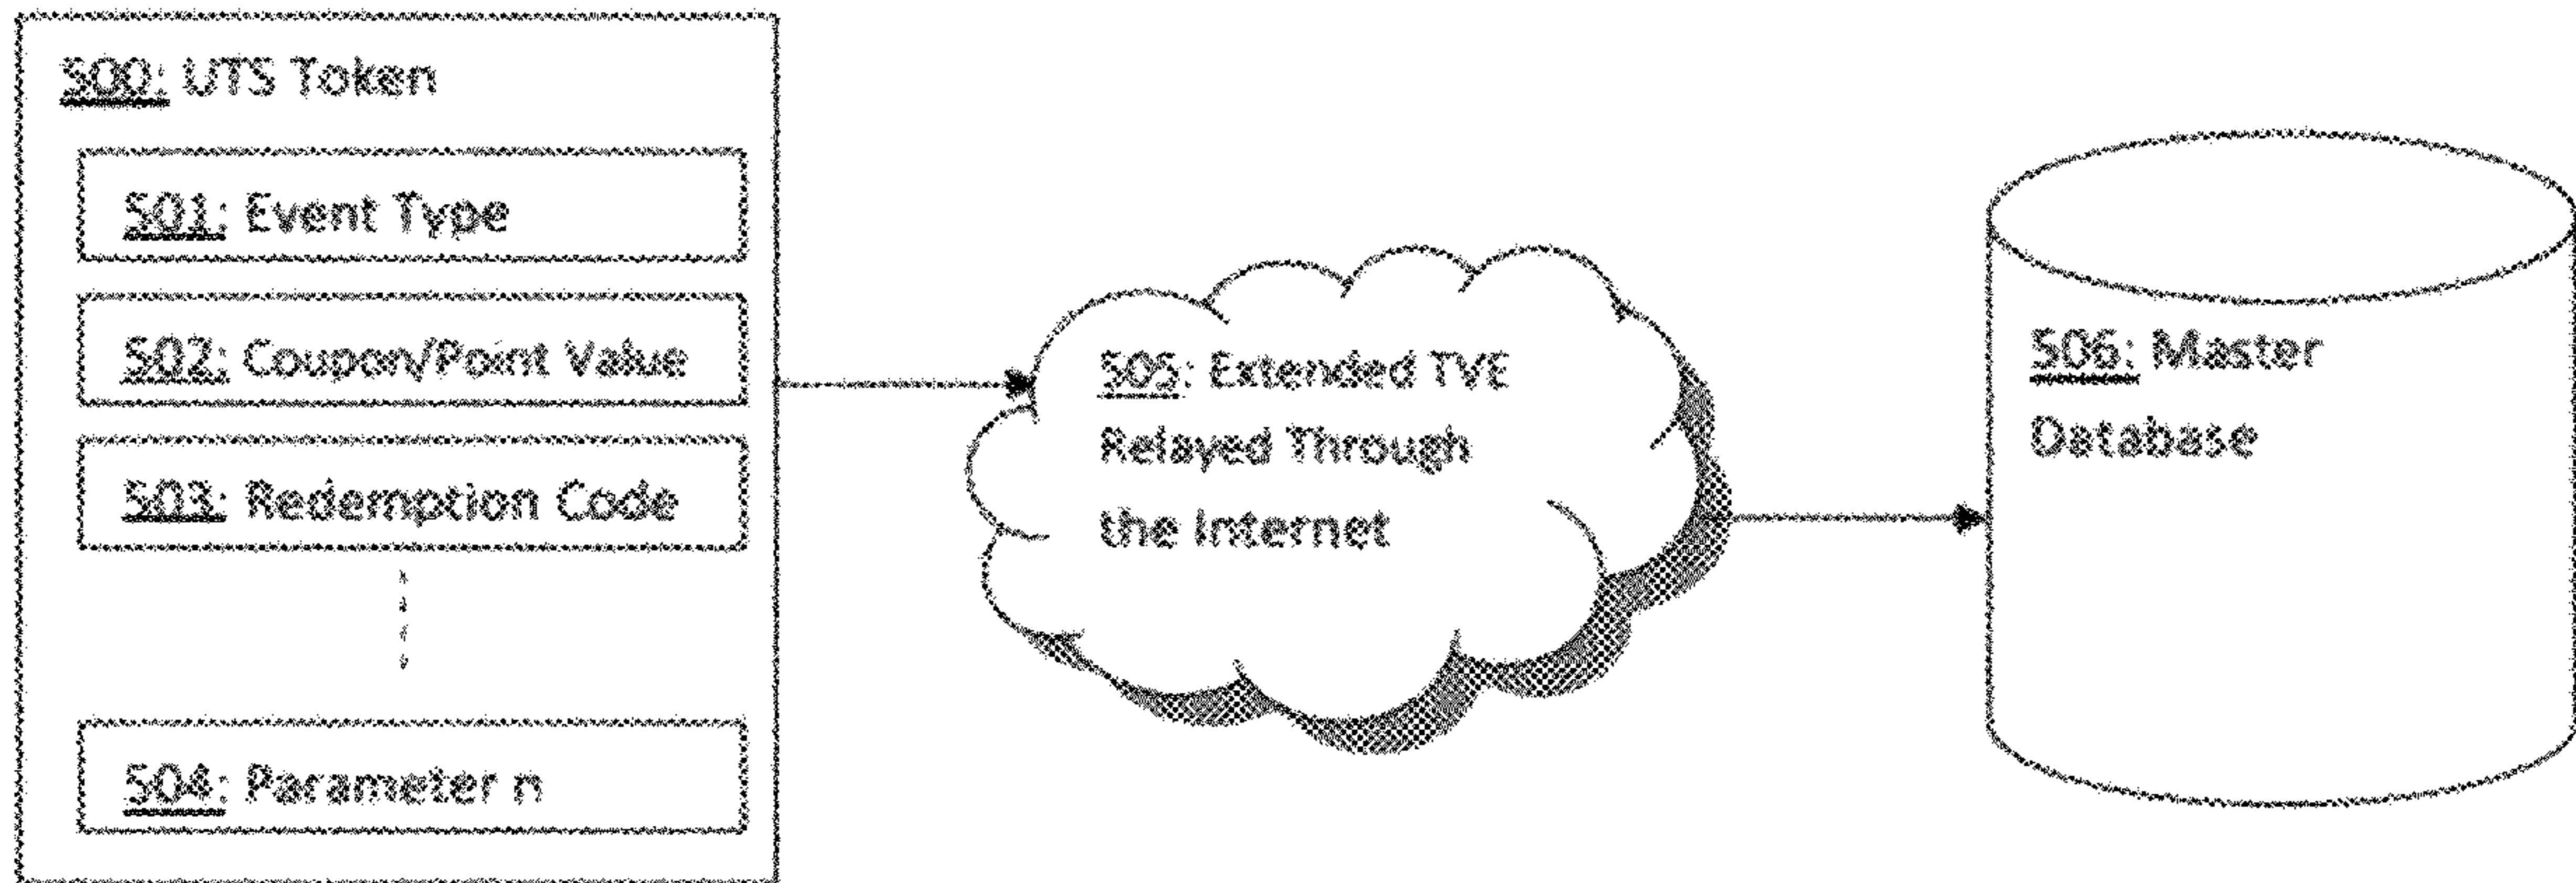 500: UTS Token
501: Event Type
502: Coupon/Point Value
503: Redemption Code
504: Parameter n
505: Extended TVE
Relayed Through
the Internet
506: Master
Database